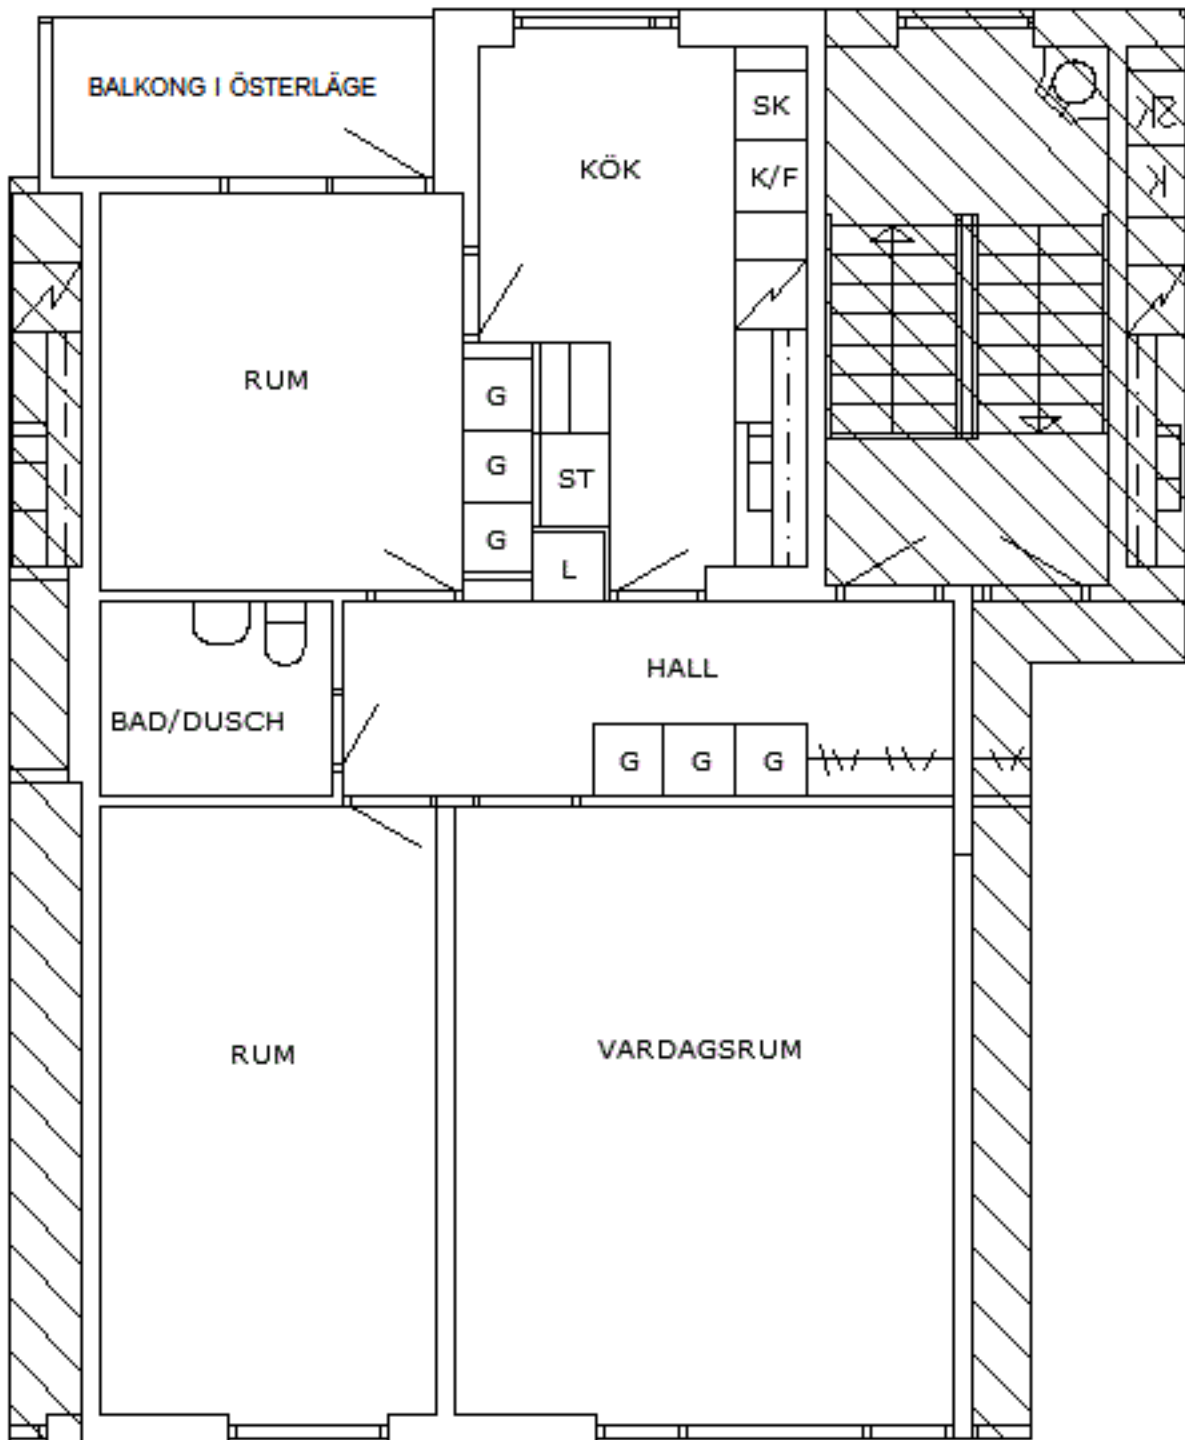 BALKONG I ÖSTERLÄGE
SK
KÖK
K/F
K
RUM
G
G
ST
G
L
HALL
BAD/DUSCH
G G G
RUM
VARDAGSRUM